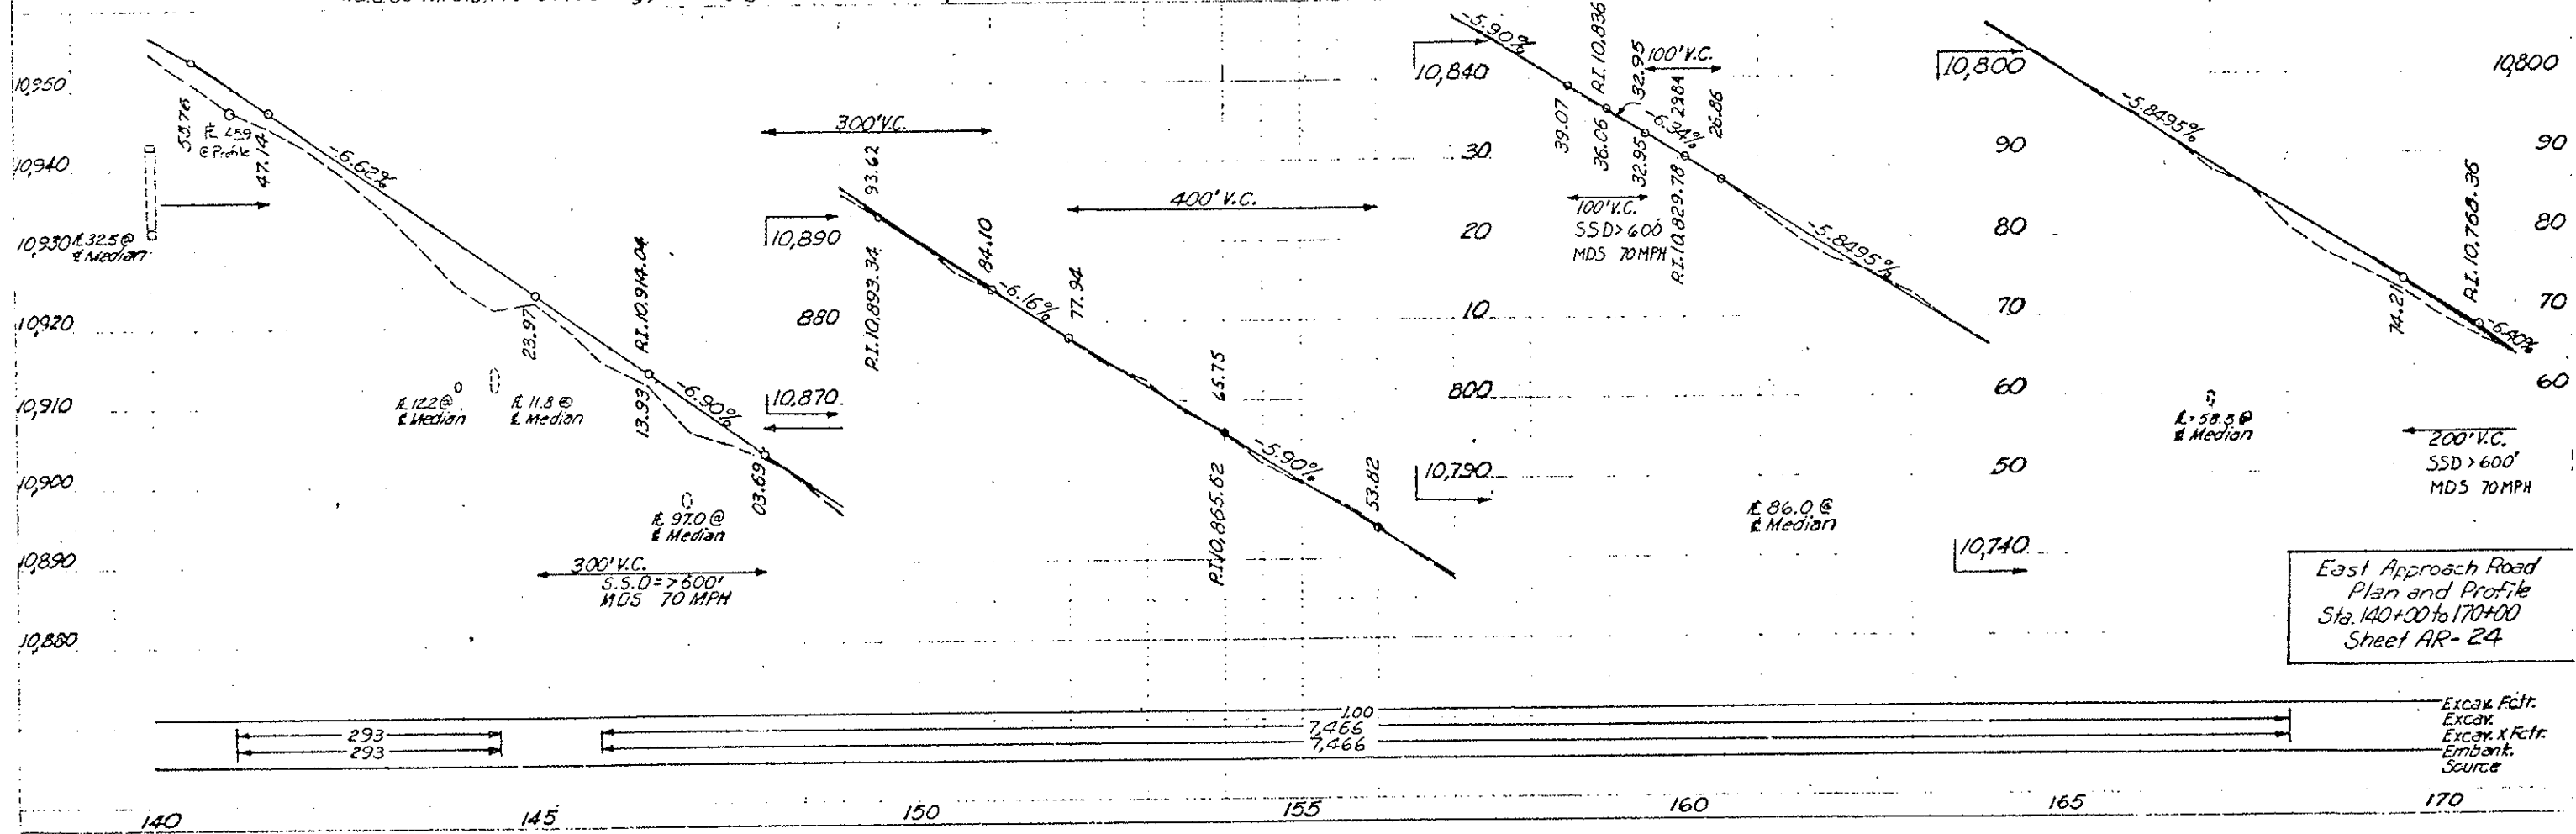 10,950
10,940
10,930
10,920
10,910
10,900
10,890
10,880
53.76
@ Profile
47.14
-6.62%
32.5 @
℄ Median
23.97
P.I. 10,914.04
13.93
-6.90%
03.69
12.2 @
℄ Median
11.8 @
℄ Median
97.0 @
℄ Median
300' V.C.
S.S.D = >600'
MDS 70 MPH
300' V.C.
10,890
880
10,870
93.62
P.I. 10,893.34
84.10
-6.16%
77.94
400' V.C.
65.75
P.I. 10,865.62
-5.90%
53.82
-5.90%
10,840
30
20
10
800
10,790
39.07
P.I. 10,836
36.06
32.95
100' V.C.
29.84
32.95
-6.34%
26.86
P.I. 10,829.78
100' V.C.
SSD > 600
MDS 70 MPH
-5.8495%
86.0 @
℄ Median
10,800
90
80
70
60
50
10,740
-5.8495%
74.21
P.I. 10,768.36
-6.40%
10,800
90
80
70
60
58.5 @
℄ Median
200' V.C.
SSD > 600'
MDS 70 MPH
East Approach Road
Plan and Profile
Sta. 140+00 to 170+00
Sheet AR-24
1.00
Excav. Fctr.
293
7,466
Excav.
293
7,466
Excav. x Fctr.
Embank.
Source
140 145 150 155 160 165 170